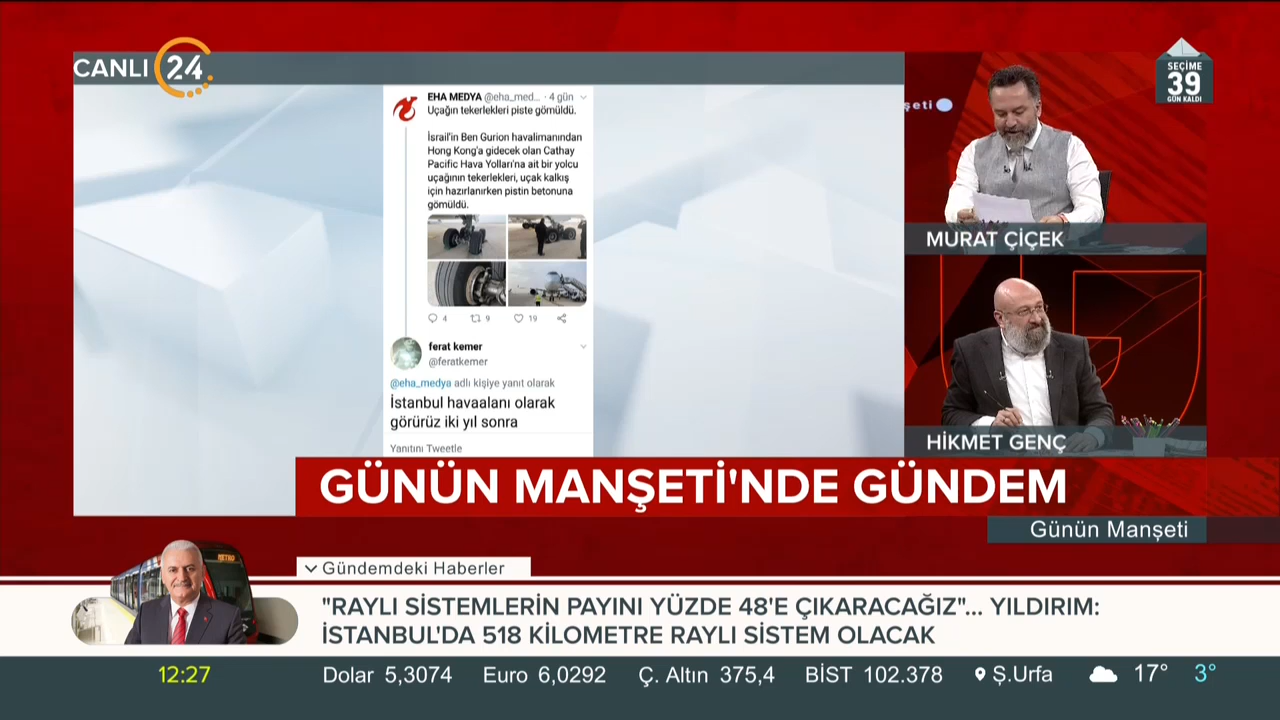 CANLI 24
SEÇİME
39
GÜN KALDI
şeti
EHA MEDYA @eha_med... · 4 gün
Uçağın tekerlekleri piste gömüldü.
İsrail'in Ben Gurion havalimanından
Hong Kong'a gidecek olan Cathay
Pacific Hava Yolları'na ait bir yolcu
uçağının tekerlekleri, uçak kalkış
için hazırlanırken pistin betonuna
gömüldü.
4 9 19
ferat kemer
@feratkemer
@eha_medya adlı kişiye yanıt olarak
İstanbul havaalanı olarak
görürüz iki yıl sonra
Yanıtını Tweetle
MURAT ÇİÇEK
HİKMET GENÇ
GÜNÜN MANŞETİ'NDE GÜNDEM
Günün Manşeti
Gündemdeki Haberler
METRO
"RAYLI SİSTEMLERİN PAYINI YÜZDE 48'E ÇIKARACAĞIZ"... YILDIRIM:
İSTANBUL'DA 518 KİLOMETRE RAYLI SİSTEM OLACAK
12:27 Dolar 5,3074 Euro 6,0292 Ç. Altın 375,4 BİST 102.378 Ş.Urfa 17° 3°